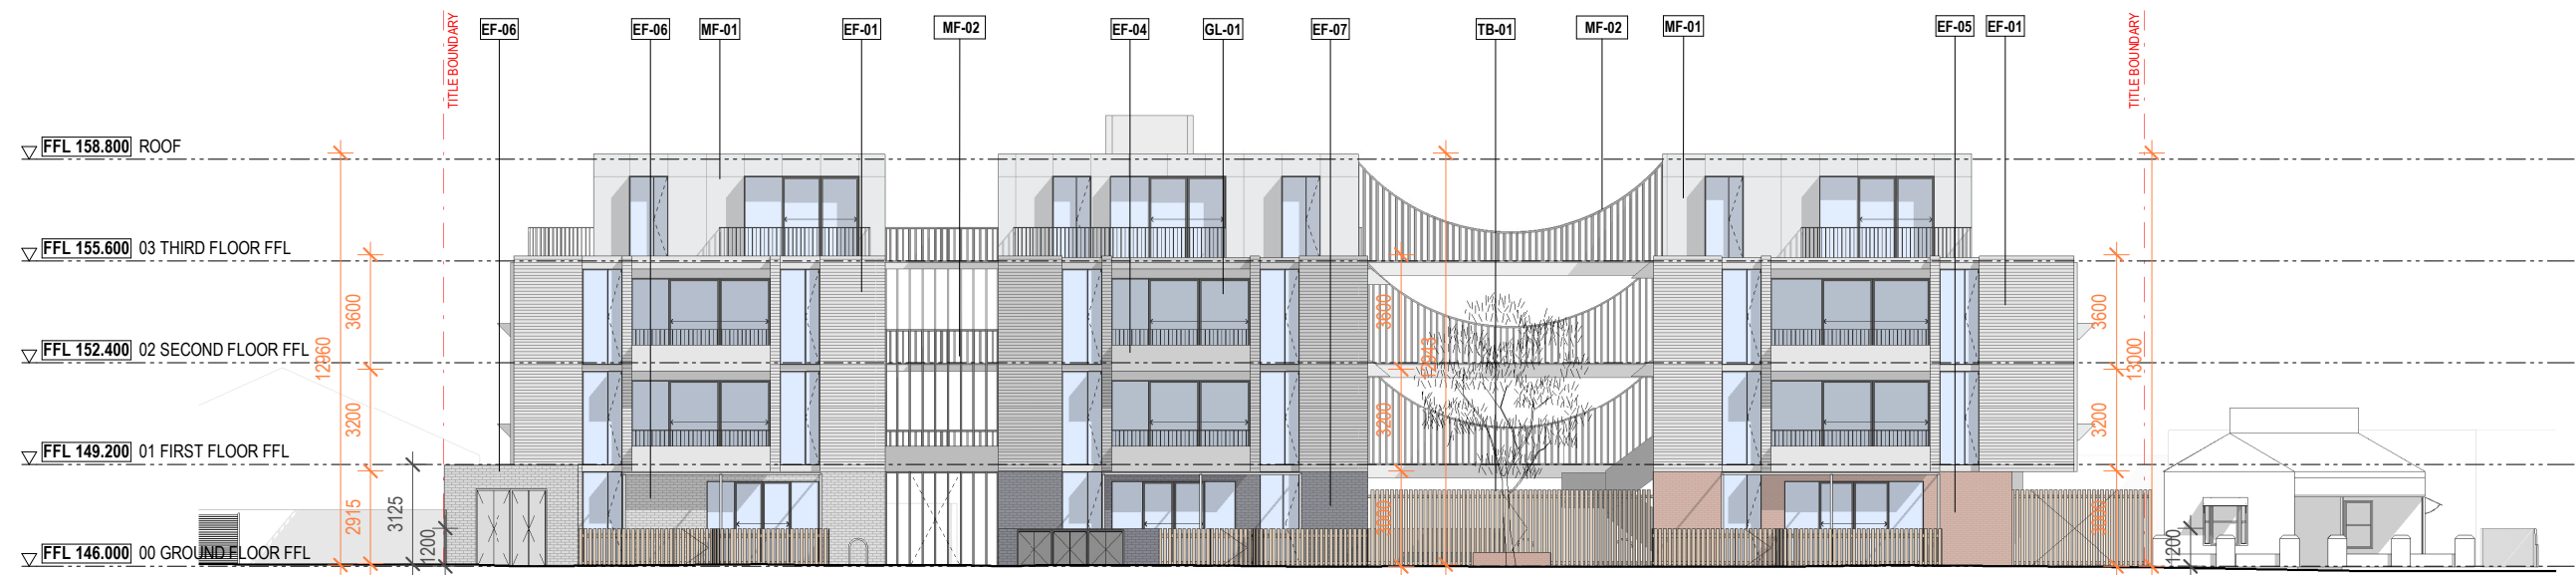 TITLE BOUNDARY
EF-06
EF-06
MF-01
EF-01
MF-02
EF-04
GL-01
EF-07
TB-01
MF-02
MF-01
EF-05
EF-01
TITLE BOUNDARY
FFL 158.800 ROOF
FFL 155.600 03 THIRD FLOOR FFL
FFL 152.400 02 SECOND FLOOR FFL
FFL 149.200 01 FIRST FLOOR FFL
FFL 146.000 00 GROUND FLOOR FFL
12960
3600
3200
2915
3125
1200
3600
3200
12943
3600
3200
13000
1200